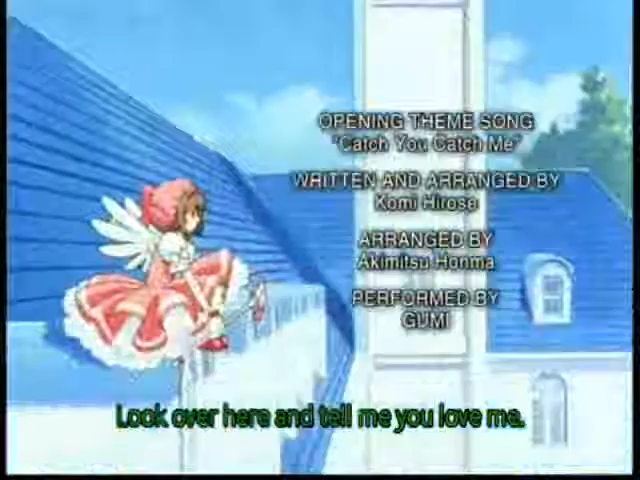 OPENING THEME SONG
"Catch You Catch Me"
WRITTEN AND ARRANGED BY
Komi Hirose
ARRANGED BY
Akimitsu Honma
PERFORMED BY
GUMI
Look over here and tell me you love me.